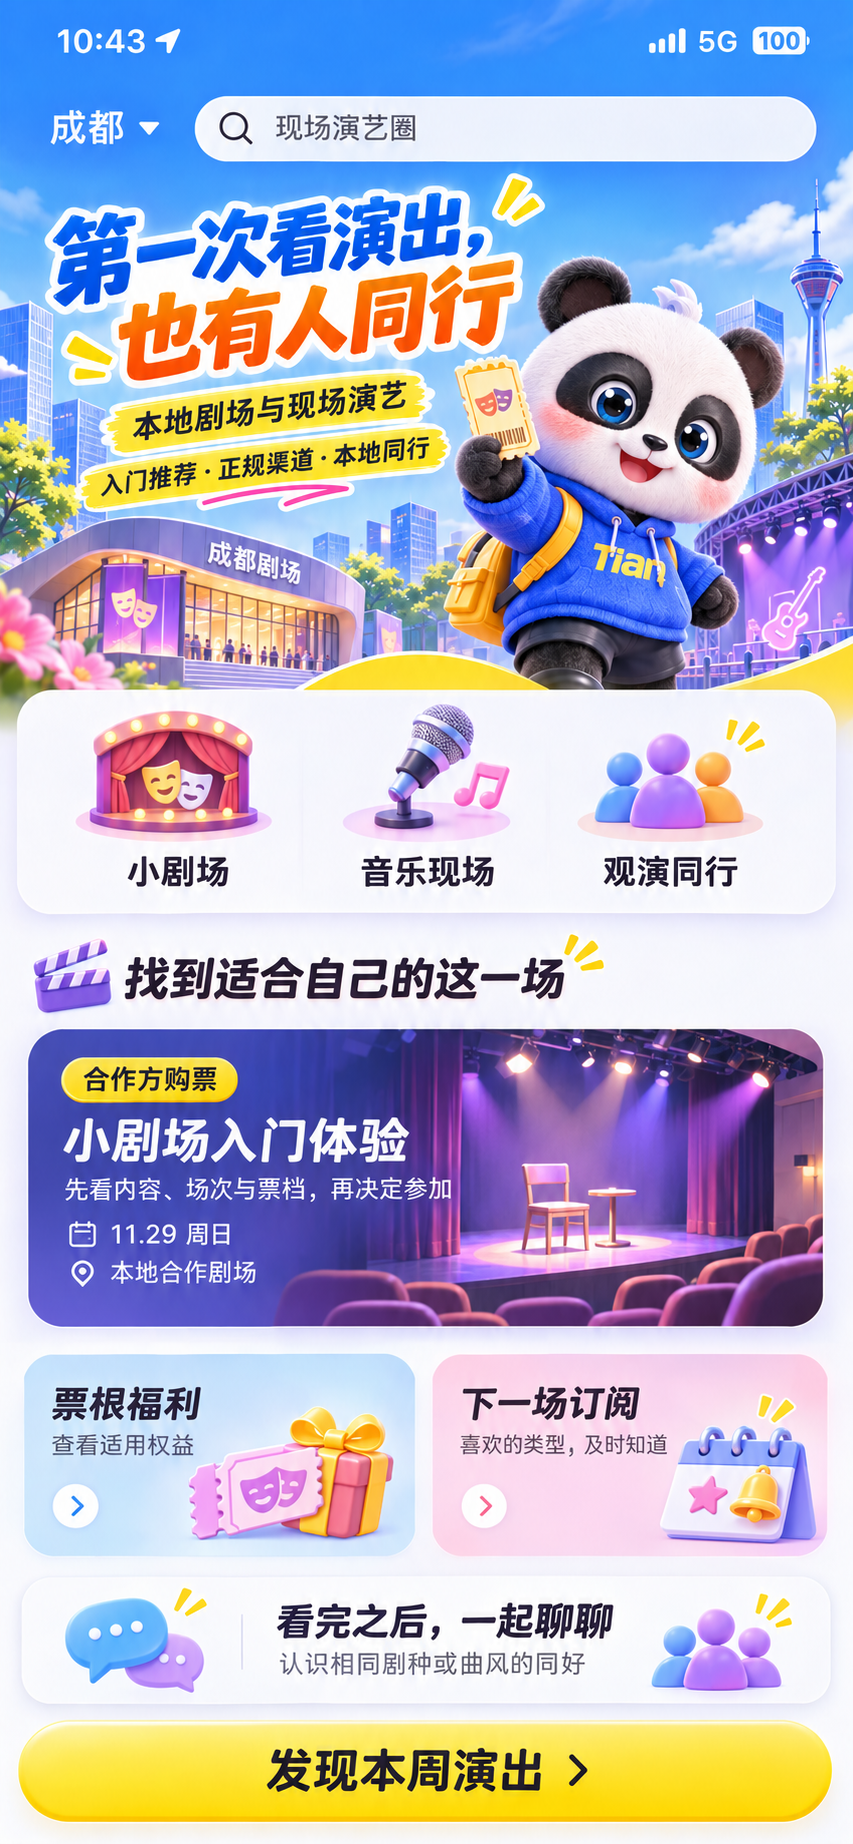 10:43
5G 100
成都
现场演艺圈
第一次看演出,
也有人同行
本地剧场与现场演艺
入门推荐·正规渠道·本地同行
成都剧场
Tian
小剧场
音乐现场
观演同行
找到适合自己的这一场
合作方购票
小剧场入门体验
先看内容、场次与票档，再决定参加
11.29 周日
本地合作剧场
票根福利
查看适用权益
下一场订阅
喜欢的类型，及时知道
看完之后，一起聊聊
认识相同剧种或曲风的同好
发现本周演出